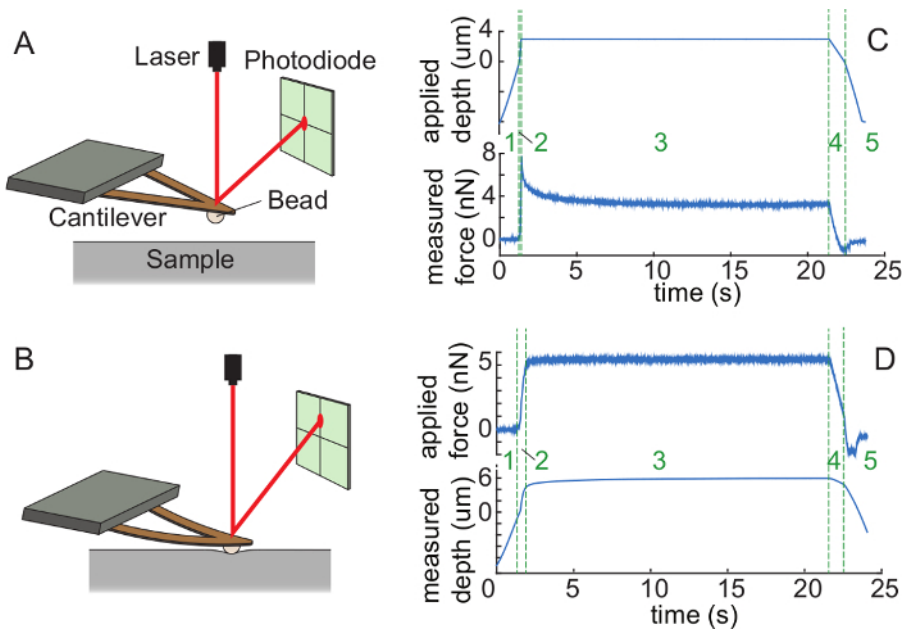 A
Laser
Photodiode
Cantilever
Bead
Sample
B
C
applied
depth (um)
4
0
1
2
3
4
5
measured
force (nN)
8
4
0
0
5
10
15
20
25
time (s)
D
applied
force (nN)
5
0
1
2
3
4
5
measured
depth (um)
6
0
0
5
10
15
20
25
time (s)